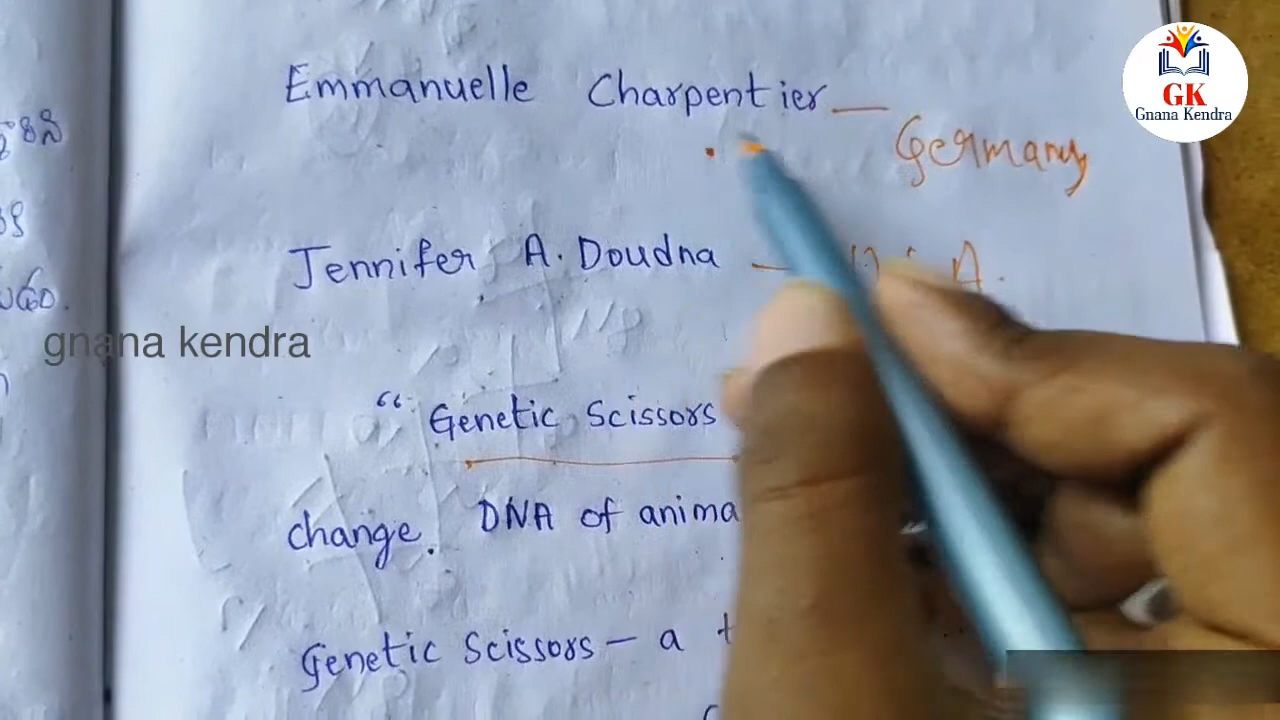 Emmanuelle Charpentier —
Germany
Jennifer A. Doudna —
A.
“ Genetic Scissors
change. DNA of anima
Genetic Scissors — a
GK
Gnana Kendra
gnana kendra